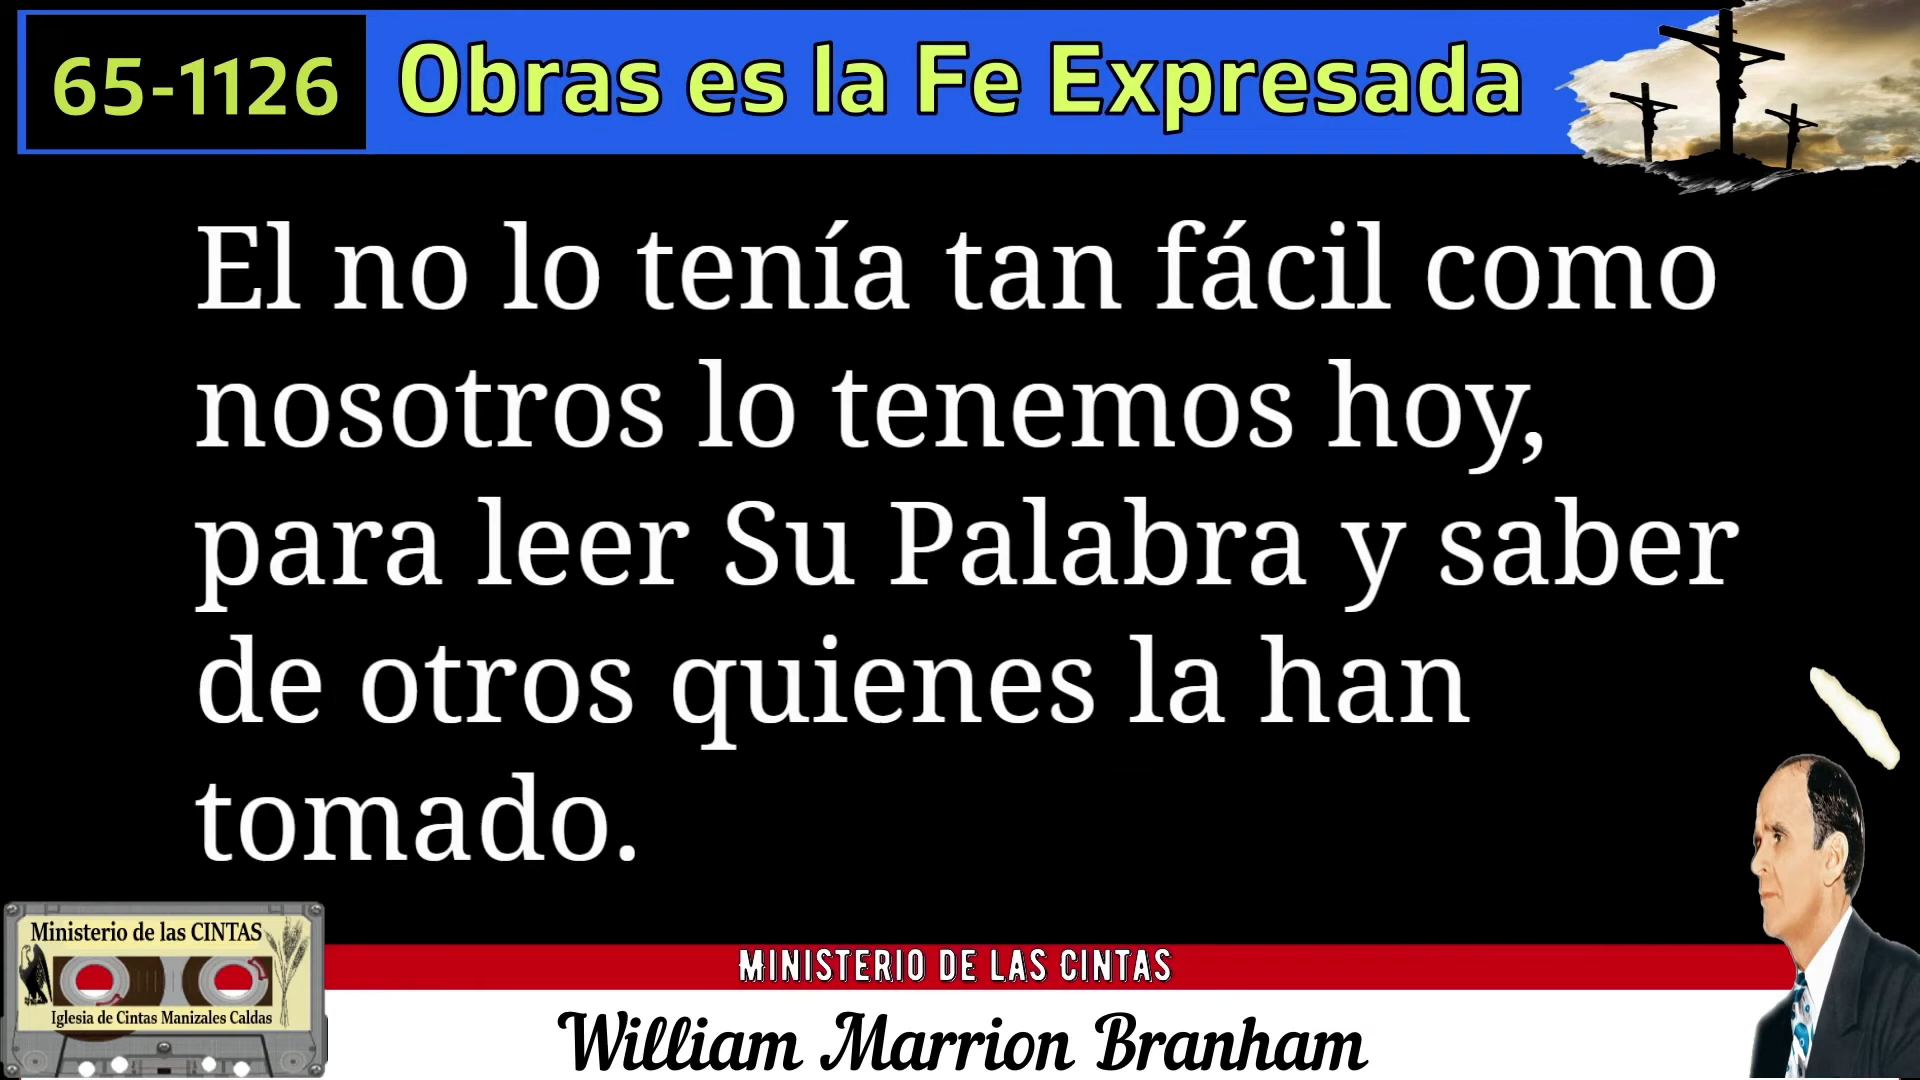 65-1126
Obras es la Fe Expresada
El no lo tenía tan fácil como
nosotros lo tenemos hoy,
para leer Su Palabra y saber
de otros quienes la han
tomado.
Ministerio de las CINTAS
Iglesia de Cintas Manizales Caldas
MINISTERIO DE LAS CINTAS
William Marrion Branham